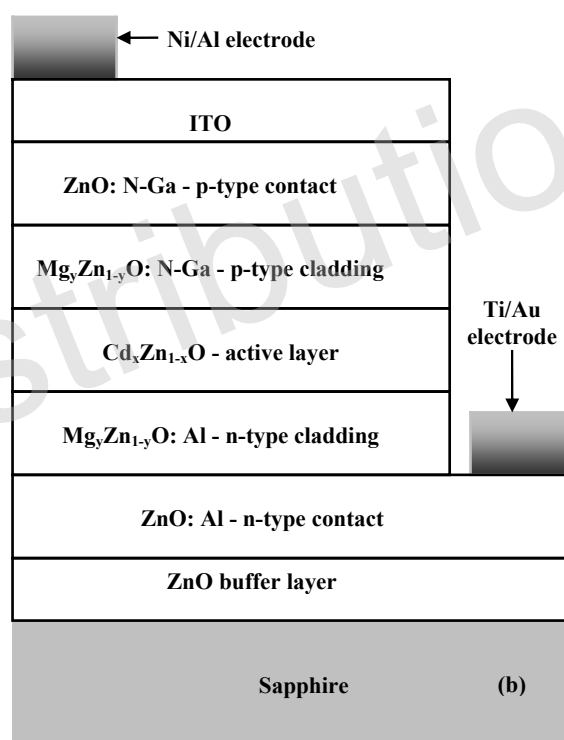 Ni/Al electrode
ITO
ZnO: N-Ga - p-type contact
MgyZn1-yO: N-Ga - p-type cladding
Ti/Au
electrode
CdxZn1-xO - active layer
MgyZn1-yO: Al - n-type cladding
ZnO: Al - n-type contact
ZnO buffer layer
Sapphire (b)